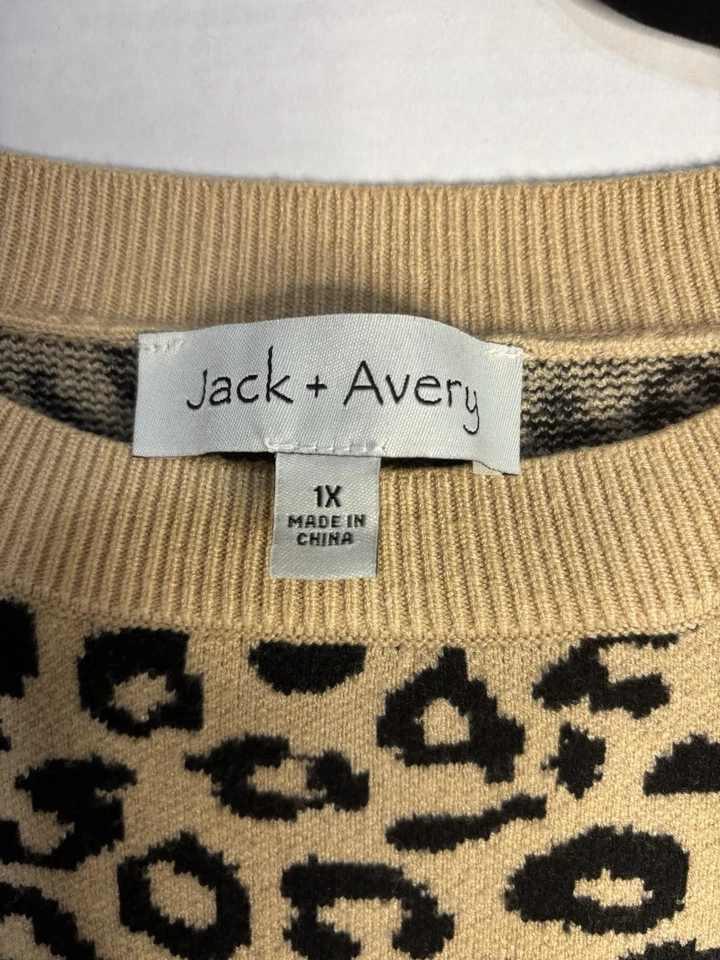 Jack + Avery
1X
MADE IN
CHINA